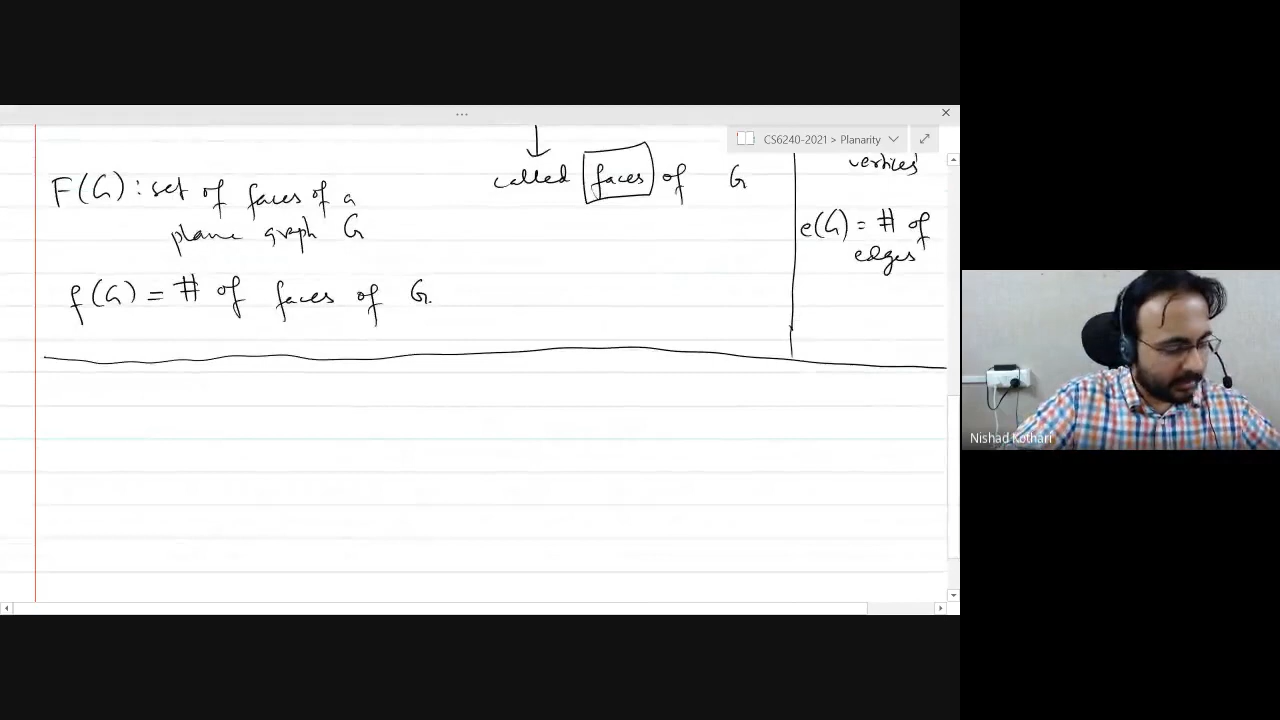 CS6240-2021 > Planarity
called faces of G
vertices
F(G) : set of faces of a
plane graph G
e(G) = # of
edges
f(G) = # of faces of G.
Nishad Kothari